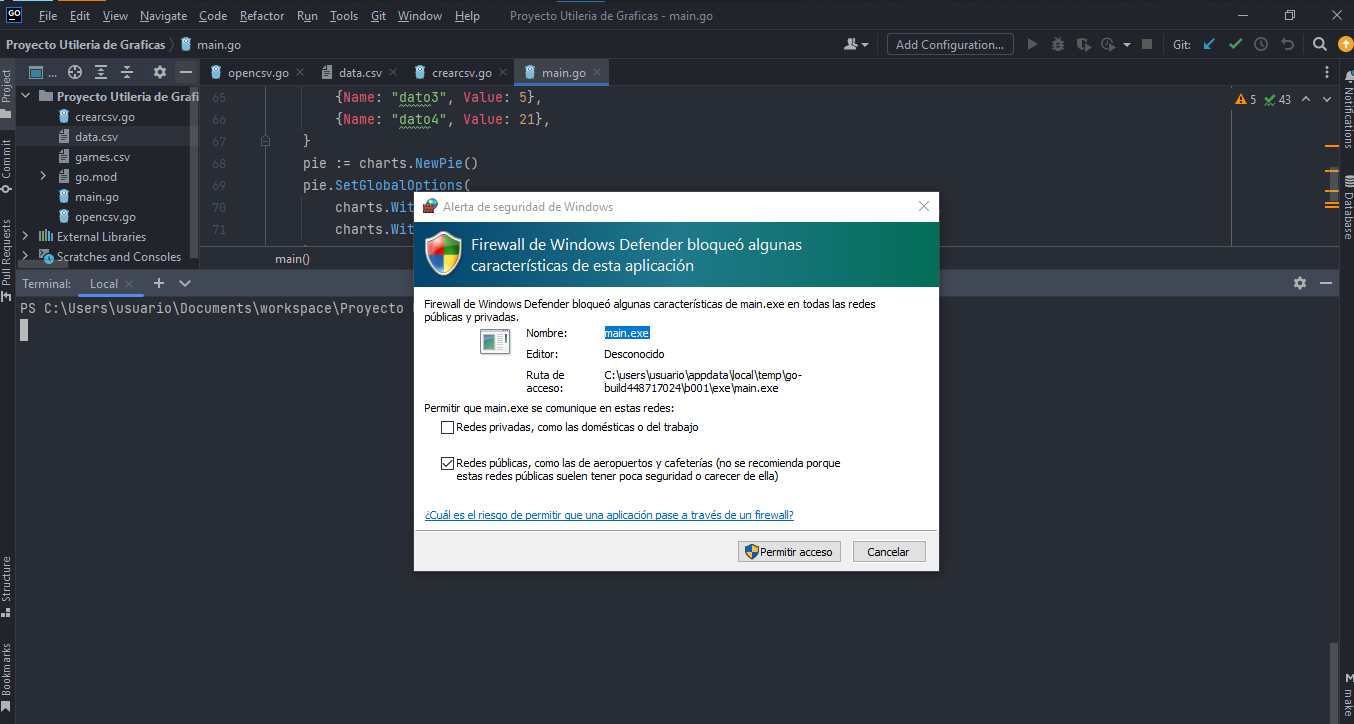 GO File Edit View Navigate Code Refactor Run Tools Git Window Help Proyecto Utileria de Graficas - main.go
Proyecto Utileria de Graficas main.go Add Configuration... Git:
Project
... opencsv.go data.csv crearcsv.go main.go
Proyecto Utileria de Grafi
crearcsv.go
data.csv
games.csv
go.mod
main.go
opencsv.go
External Libraries
Scratches and Consoles
65 {Name: "dato3", Value: 5},
66 {Name: "dato4", Value: 21},
67 }
68 pie := charts.NewPie()
69 pie.SetGlobalOptions(
70 charts.Wit
71 charts.Wit
main()
5 43
Notifications
Database
make
Commit
Pull Requests
Structure
Bookmarks
Terminal: Local
PS C:\Users\usuario\Documents\workspace\Proyecto
Alerta de seguridad de Windows
Firewall de Windows Defender bloqueó algunas
características de esta aplicación
Firewall de Windows Defender bloqueó algunas características de main.exe en todas las redes
públicas y privadas.
Nombre: main.exe
Editor: Desconocido
Ruta de acceso: C:\users\usuario\appdata\local\temp\go-
build448717024\b001\exe\main.exe
Permitir que main.exe se comunique en estas redes:
Redes privadas, como las domésticas o del trabajo
Redes públicas, como las de aeropuertos y cafeterías (no se recomienda porque
estas redes públicas suelen tener poca seguridad o carecer de ella)
¿Cuál es el riesgo de permitir que una aplicación pase a través de un firewall?
Permitir acceso Cancelar